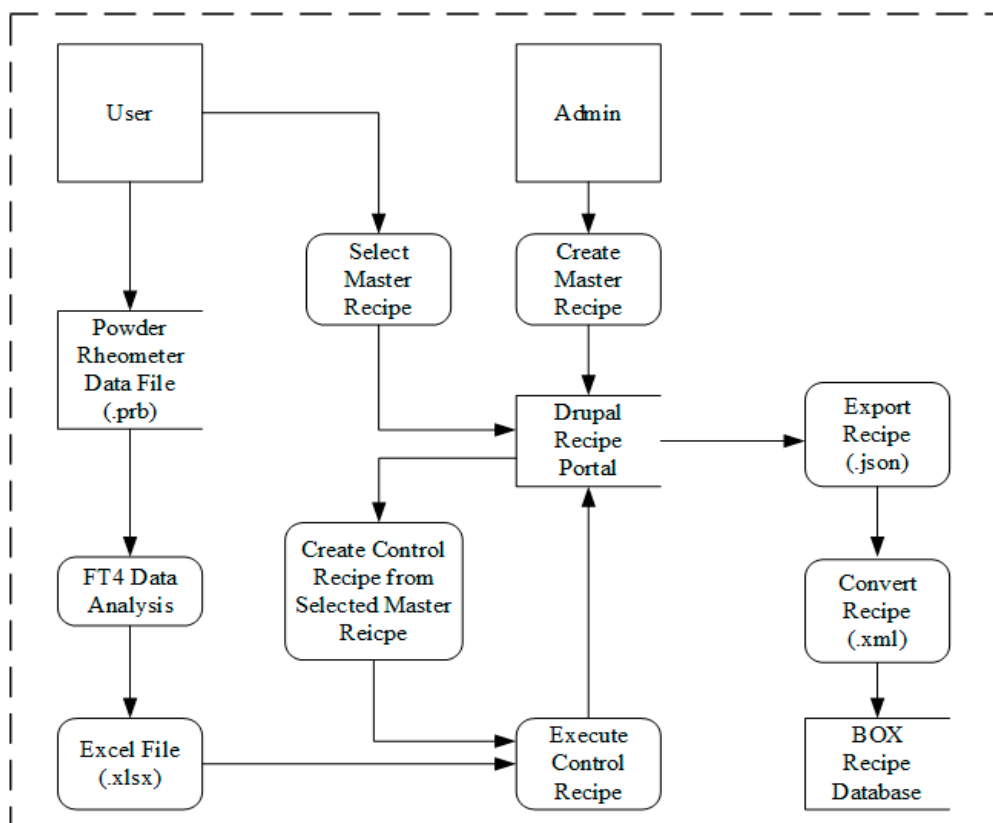 User
Admin
Select
Master
Recipe
Create
Master
Recipe
Powder
Rheometer
Data File
(.prb)
Drupal
Recipe
Portal
Export
Recipe
(.json)
Create Control
Recipe from
Selected Master
Reicpe
FT4 Data
Analysis
Convert
Recipe
(.xml)
Excel File
(.xlsx)
Execute
Control
Recipe
BOX
Recipe
Database